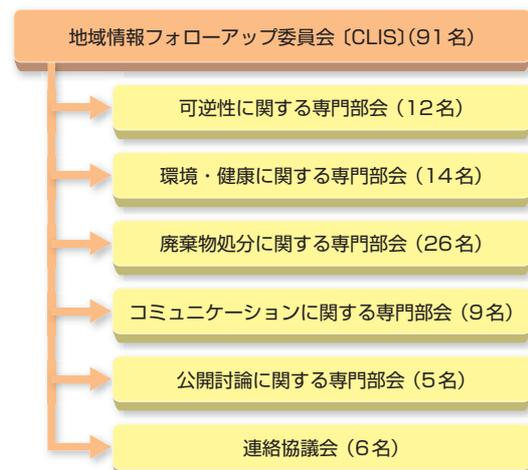 地域情報フォローアップ委員会〔CLIS〕(91名)
可逆性に関する専門部会（12名）
環境・健康に関する専門部会（14名）
廃棄物処分に関する専門部会（26名）
コミュニケーションに関する専門部会（9名）
公開討論に関する専門部会（5名）
連絡協議会（6名）